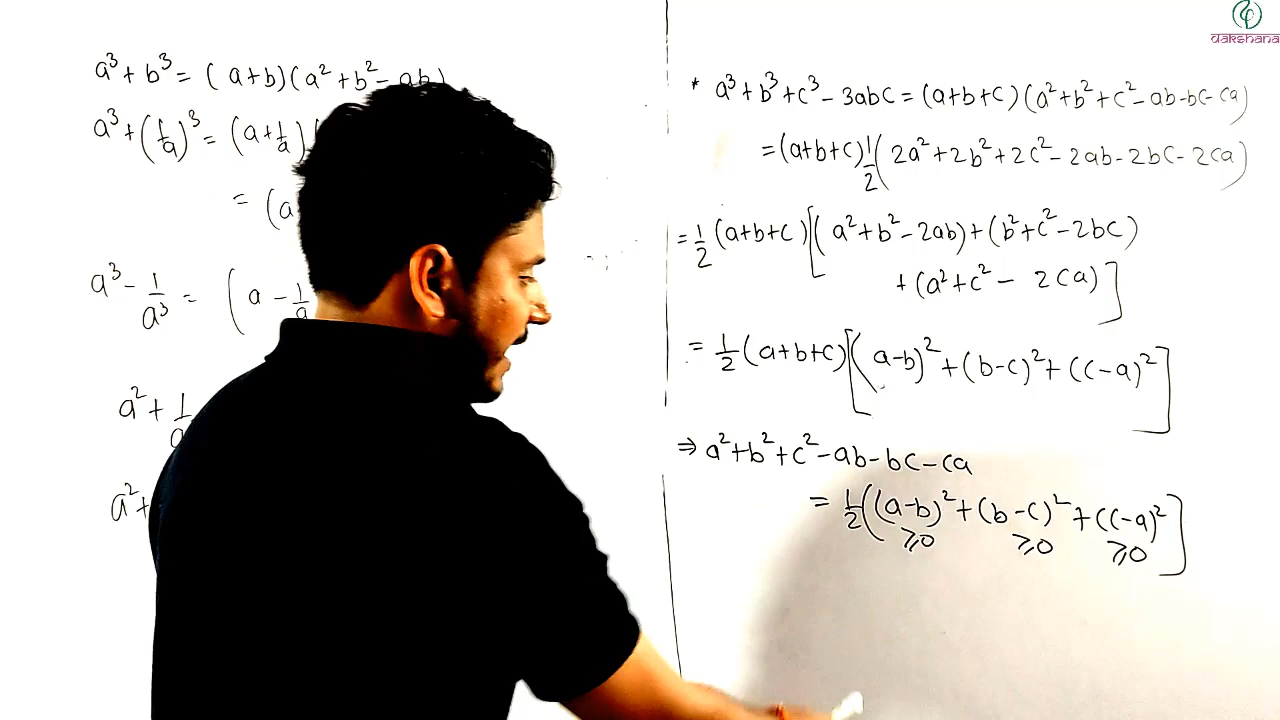 a³ + b³ = (a+b)(a² + b² - ab)
a³ + (1/a)³ = (a + 1/a)(
= (a
a³ - 1/a³ = (a - 1/a
a² + 1/a
a² +
dakshana
* a³ + b³ + c³ - 3abc = (a+b+c)(a² + b² + c² - ab - bc - ca)
= (a+b+c) 1/2 (2a² + 2b² + 2c² - 2ab - 2bc - 2ca)
= 1/2 (a+b+c) [(a² + b² - 2ab) + (b² + c² - 2bc)
+ (a² + c² - 2ca)]
= 1/2 (a+b+c) [(a-b)² + (b-c)² + (c-a)²]
⇒ a² + b² + c² - ab - bc - ca
= 1/2 [(a-b)² + (b-c)² + (c-a)²]
≥0 ≥0 ≥0